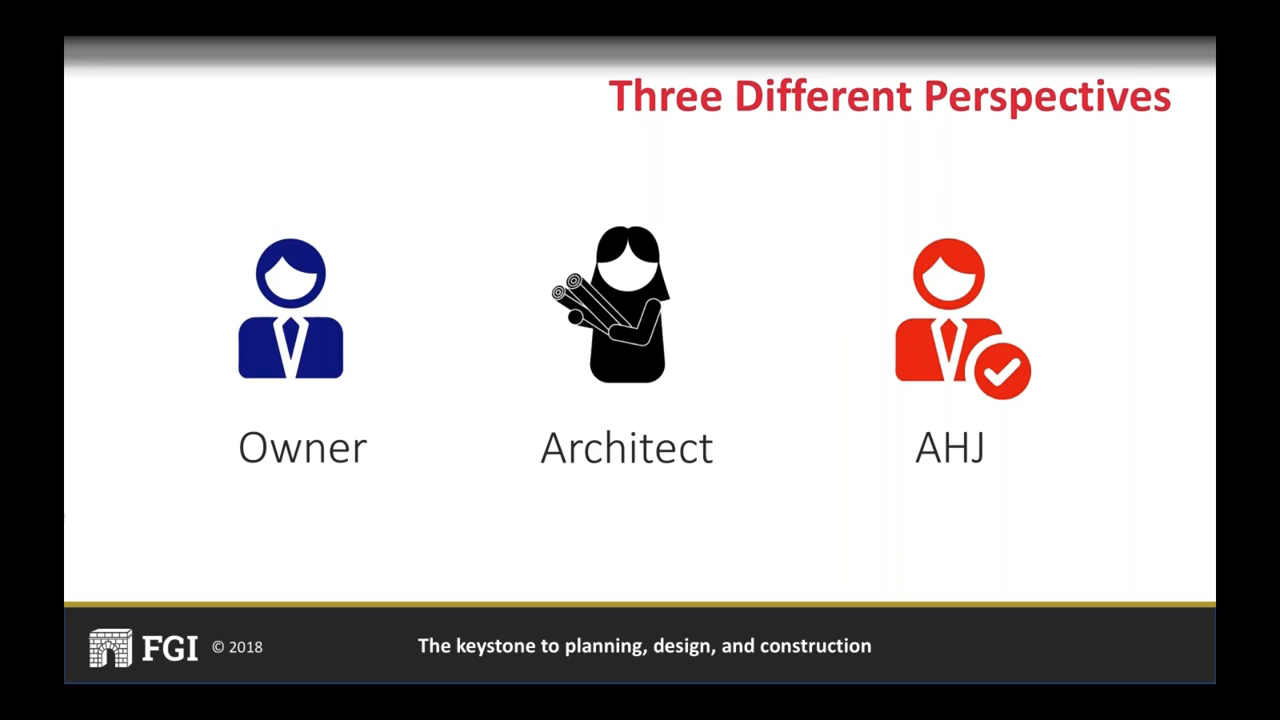 Three Different Perspectives
Owner
Architect
AHJ
FGI © 2018
The keystone to planning, design, and construction